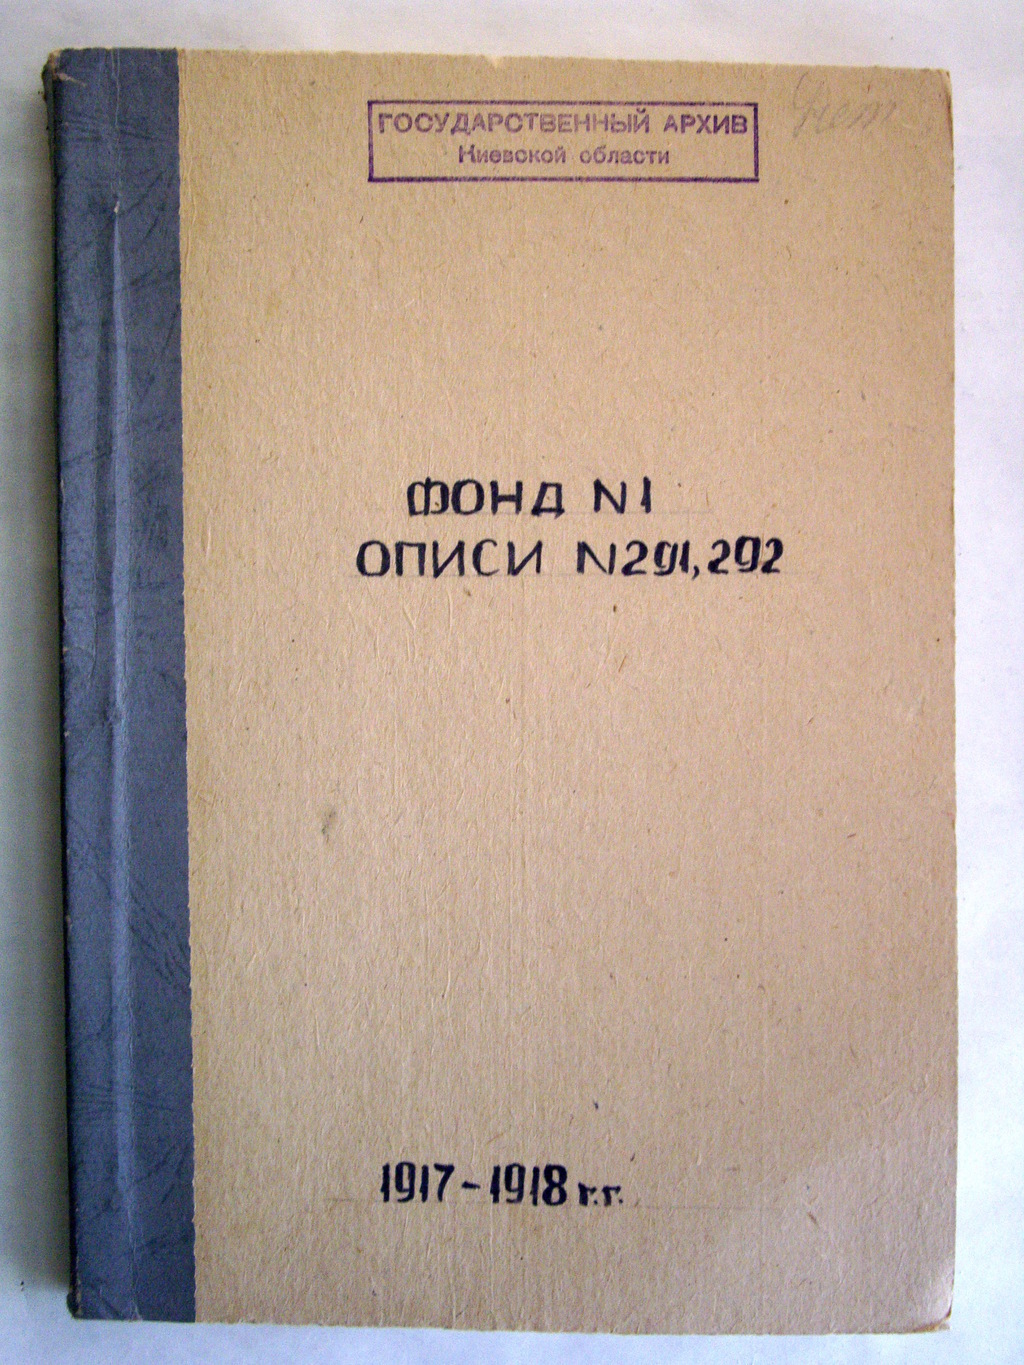 ГОСУДАРСТВЕННЫЙ АРХИВ
Киевской области
ФОНД N1
ОПИСИ N291,292
1917-1918 г.г.